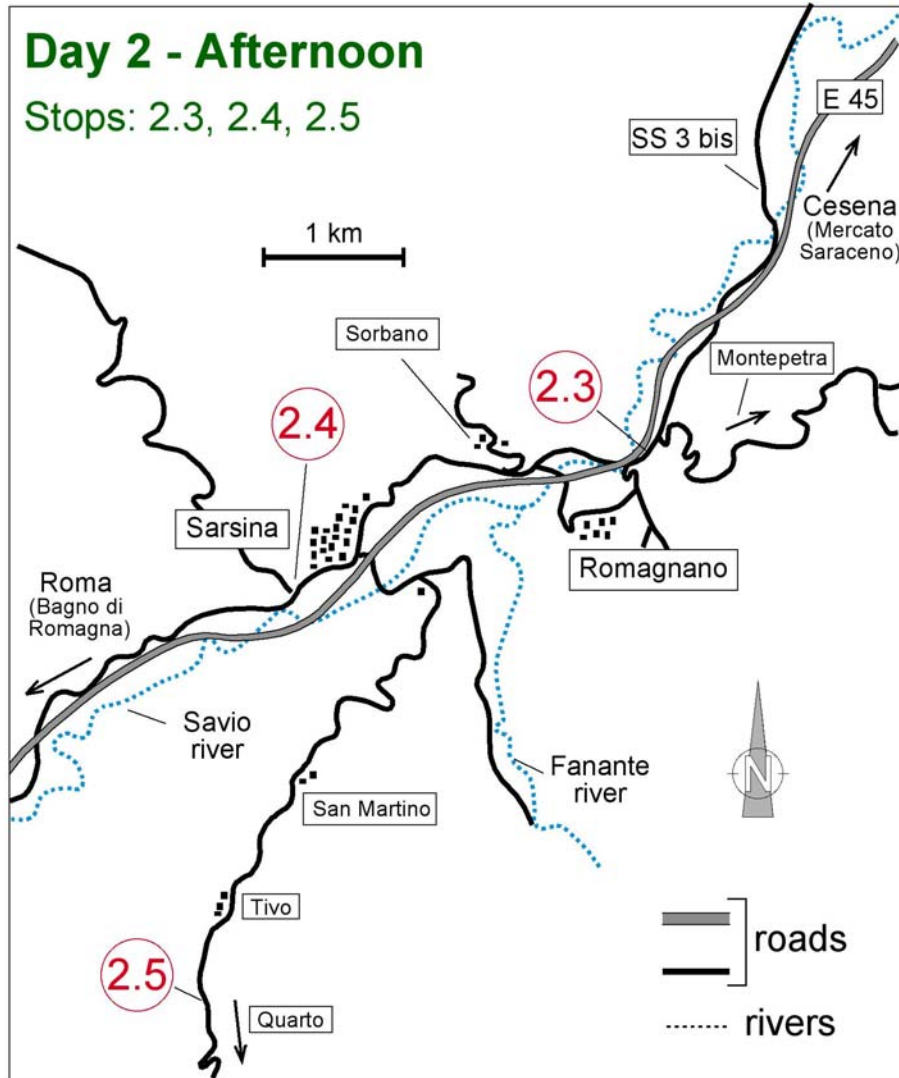 Day 2 - Afternoon
Stops: 2.3, 2.4, 2.5
E 45
SS 3 bis
Cesena
(Mercato
Saraceno)
1 km
Sorbano
Montepetra
2.3
2.4
Sarsina
Romagnano
Roma
(Bagno di
Romagna)
Savio
river
Fanante
river
N
San Martino
Tivo
2.5
Quarto
roads
rivers